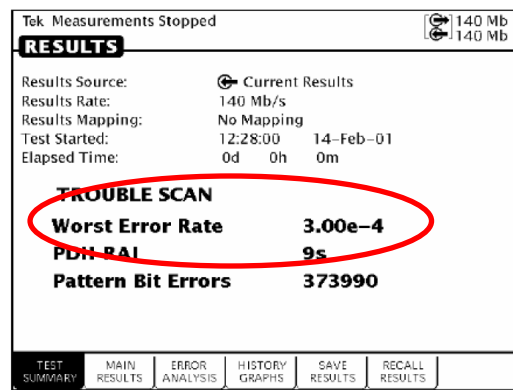 Tek Measurements Stopped
140 Mb
140 Mb
RESULTS
Results Source: Current Results
Results Rate: 140 Mb/s
Results Mapping: No Mapping
Test Started: 12:28:00 14-Feb-01
Elapsed Time: 0d 0h 0m
TROUBLE SCAN
Worst Error Rate 3.00e-4
PDH RAI 9s
Pattern Bit Errors 373990
TEST SUMMARY
MAIN RESULTS
ERROR ANALYSIS
HISTORY GRAPHS
SAVE RESULTS
RECALL RESULTS